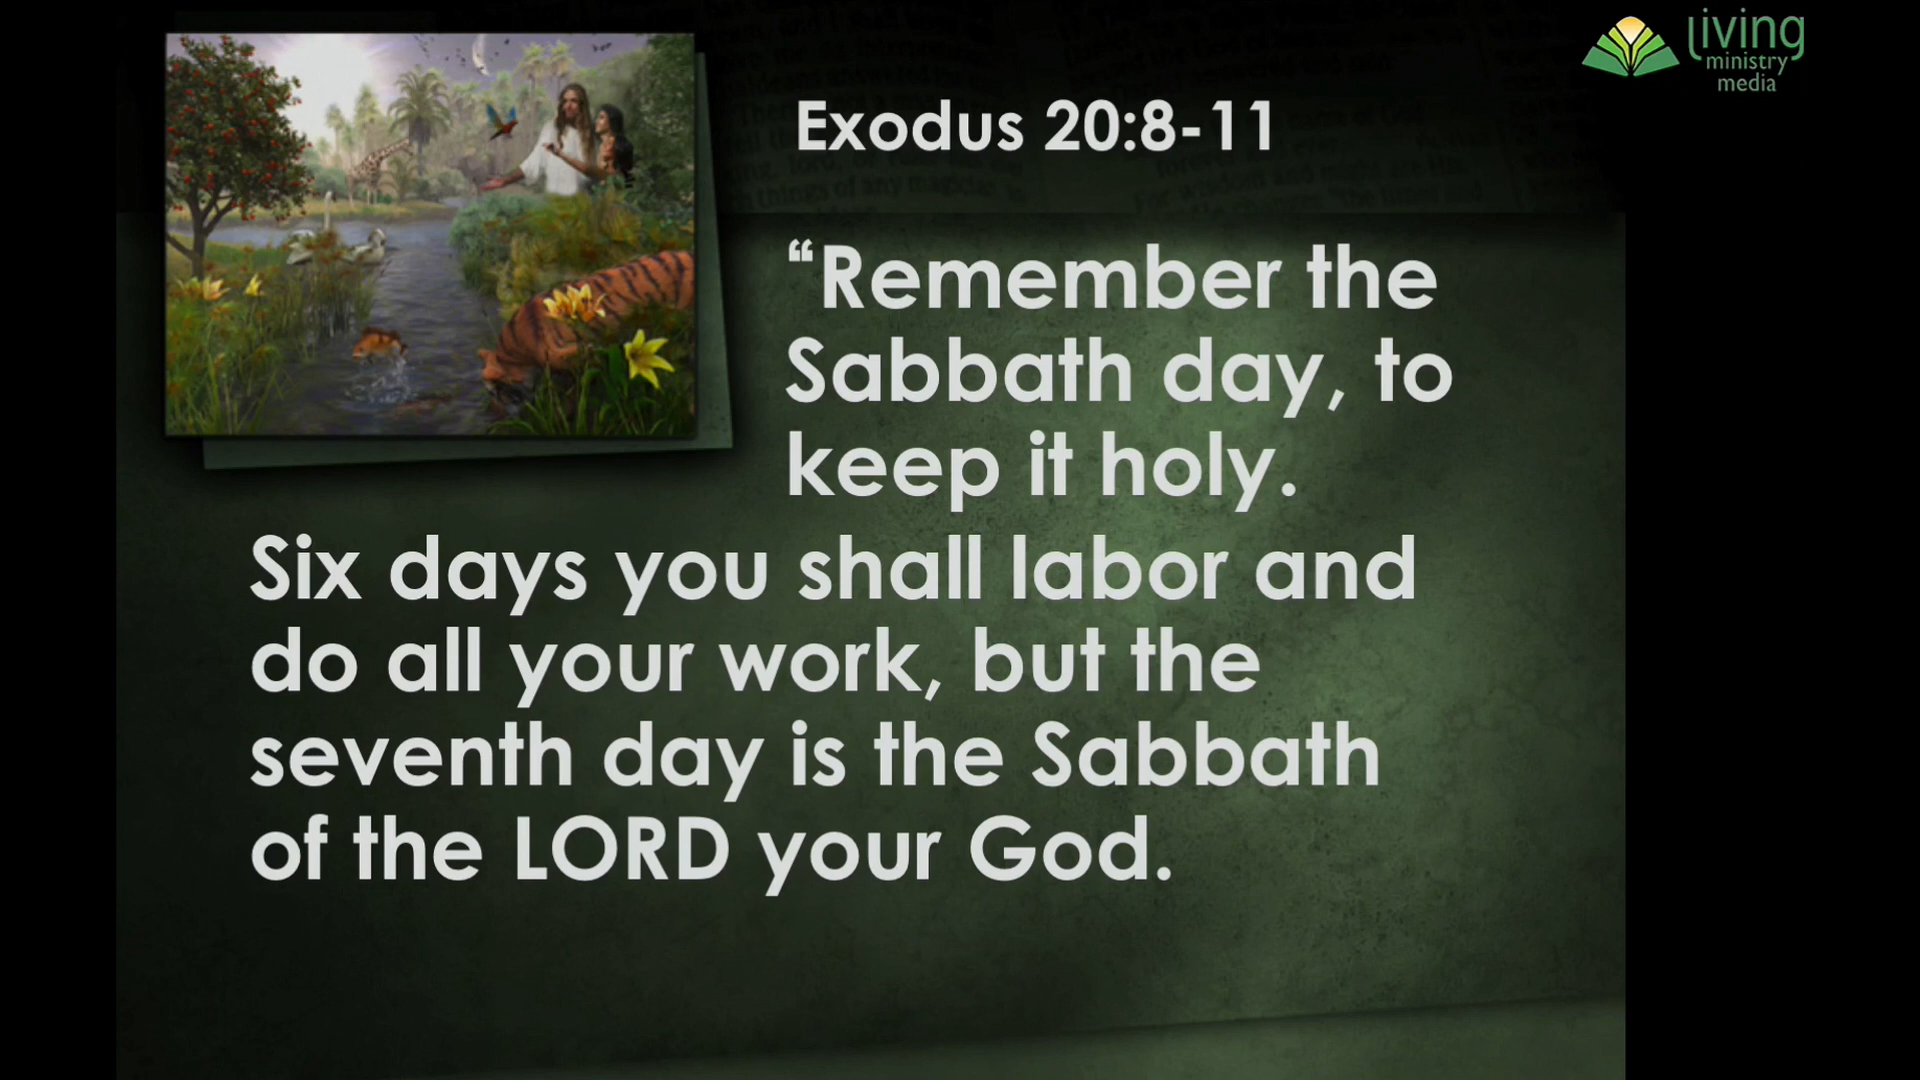 living
ministry
media
Exodus 20:8-11
“Remember the
Sabbath day, to
keep it holy.
Six days you shall labor and
do all your work, but the
seventh day is the Sabbath
of the LORD your God.